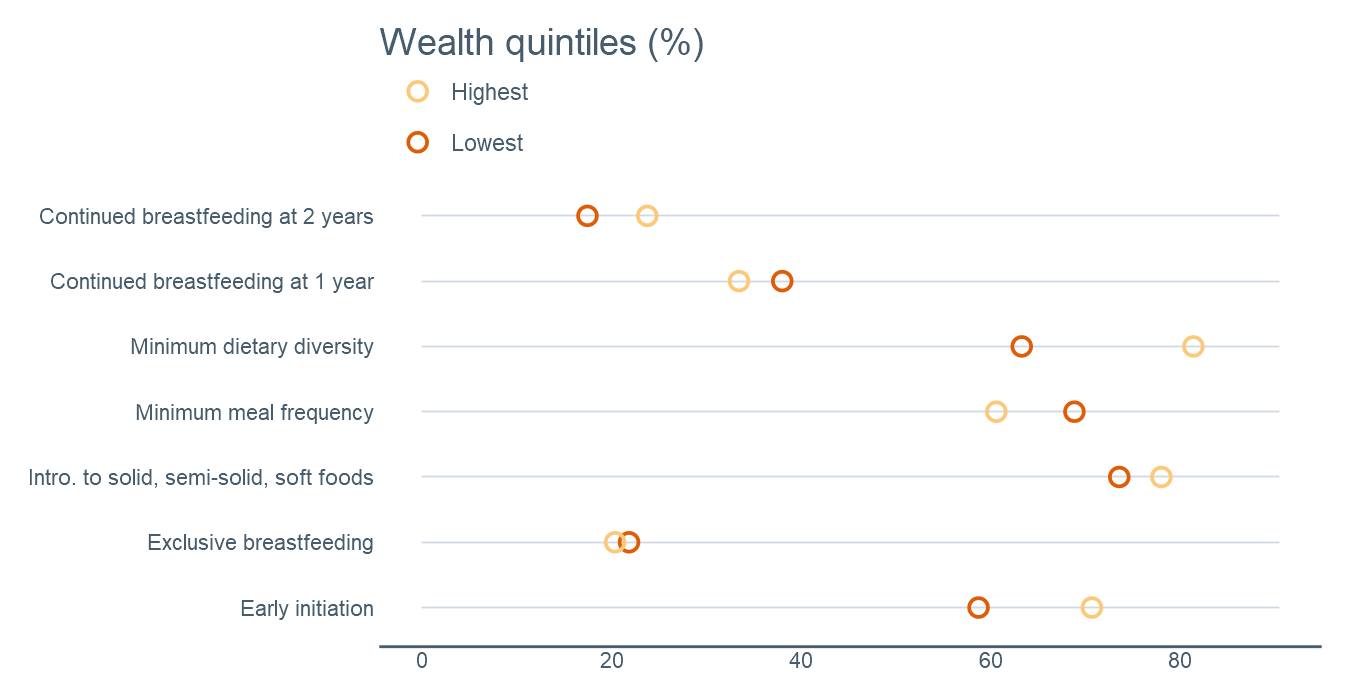 Wealth quintiles (%)
Highest
Lowest
Continued breastfeeding at 2 years
Continued breastfeeding at 1 year
Minimum dietary diversity
Minimum meal frequency
Intro. to solid, semi-solid, soft foods
Exclusive breastfeeding
Early initiation
0 20 40 60 80